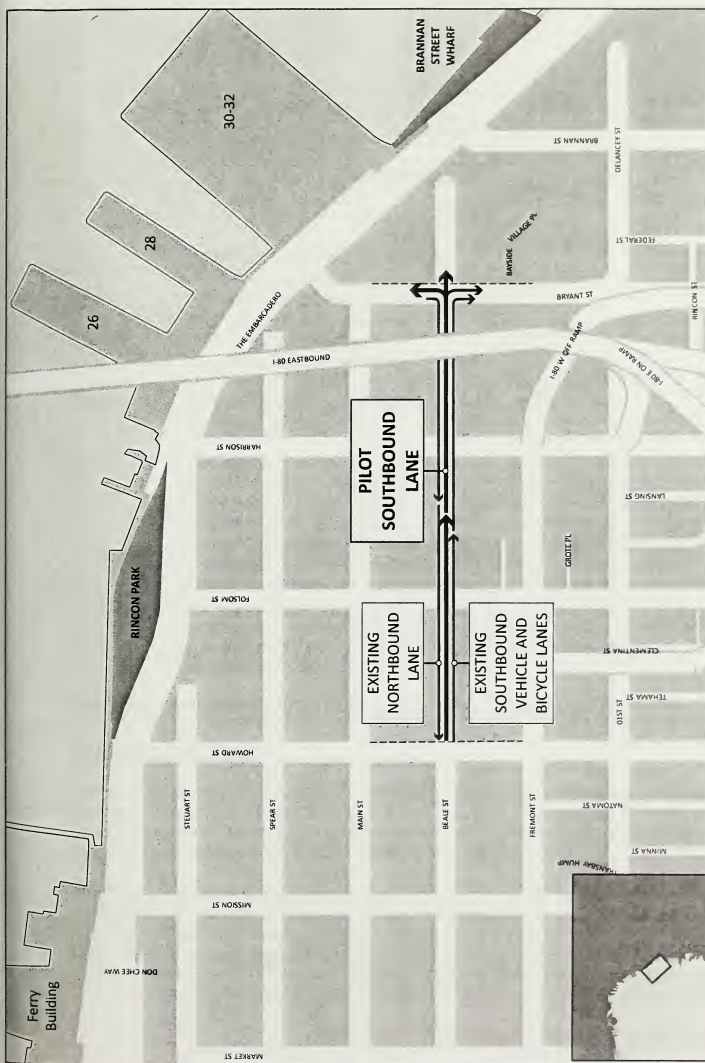 BRANNAN
STREET
WHARF
30-32
28
26
THE EMBARCADERO
I-80 EASTBOUND
BRANNAN ST
DELANCEY ST
FEDERAL ST
BAYSIDE VILLAGE PL
BRYANT ST
RINCON ST
I-80 W OFF RAMP
I-80 E ON RAMP
HARRISON ST
PILOT
SOUTHBOUND
LANE
LANSING ST
RINCON PARK
FOLSOM ST
GROTE PL
EXISTING
NORTHBOUND
LANE
EXISTING
SOUTHBOUND
VEHICLE AND
BICYCLE LANES
CLEMENTINA ST
TEHAMA ST
01ST ST
HOWARD ST
STEUART ST
SPEAR ST
MAIN ST
BEALE ST
FREMONT ST
NATOMA ST
MINNA ST
HUMP
MISSION ST
DON CHEE WAY
Ferry
Building
MARKET ST